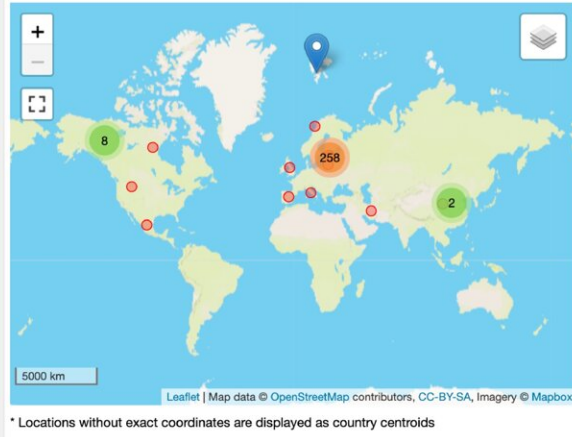 +
−
8
258
2
5000 km
Leaflet | Map data © OpenStreetMap contributors, CC-BY-SA, Imagery © Mapbox
* Locations without exact coordinates are displayed as country centroids